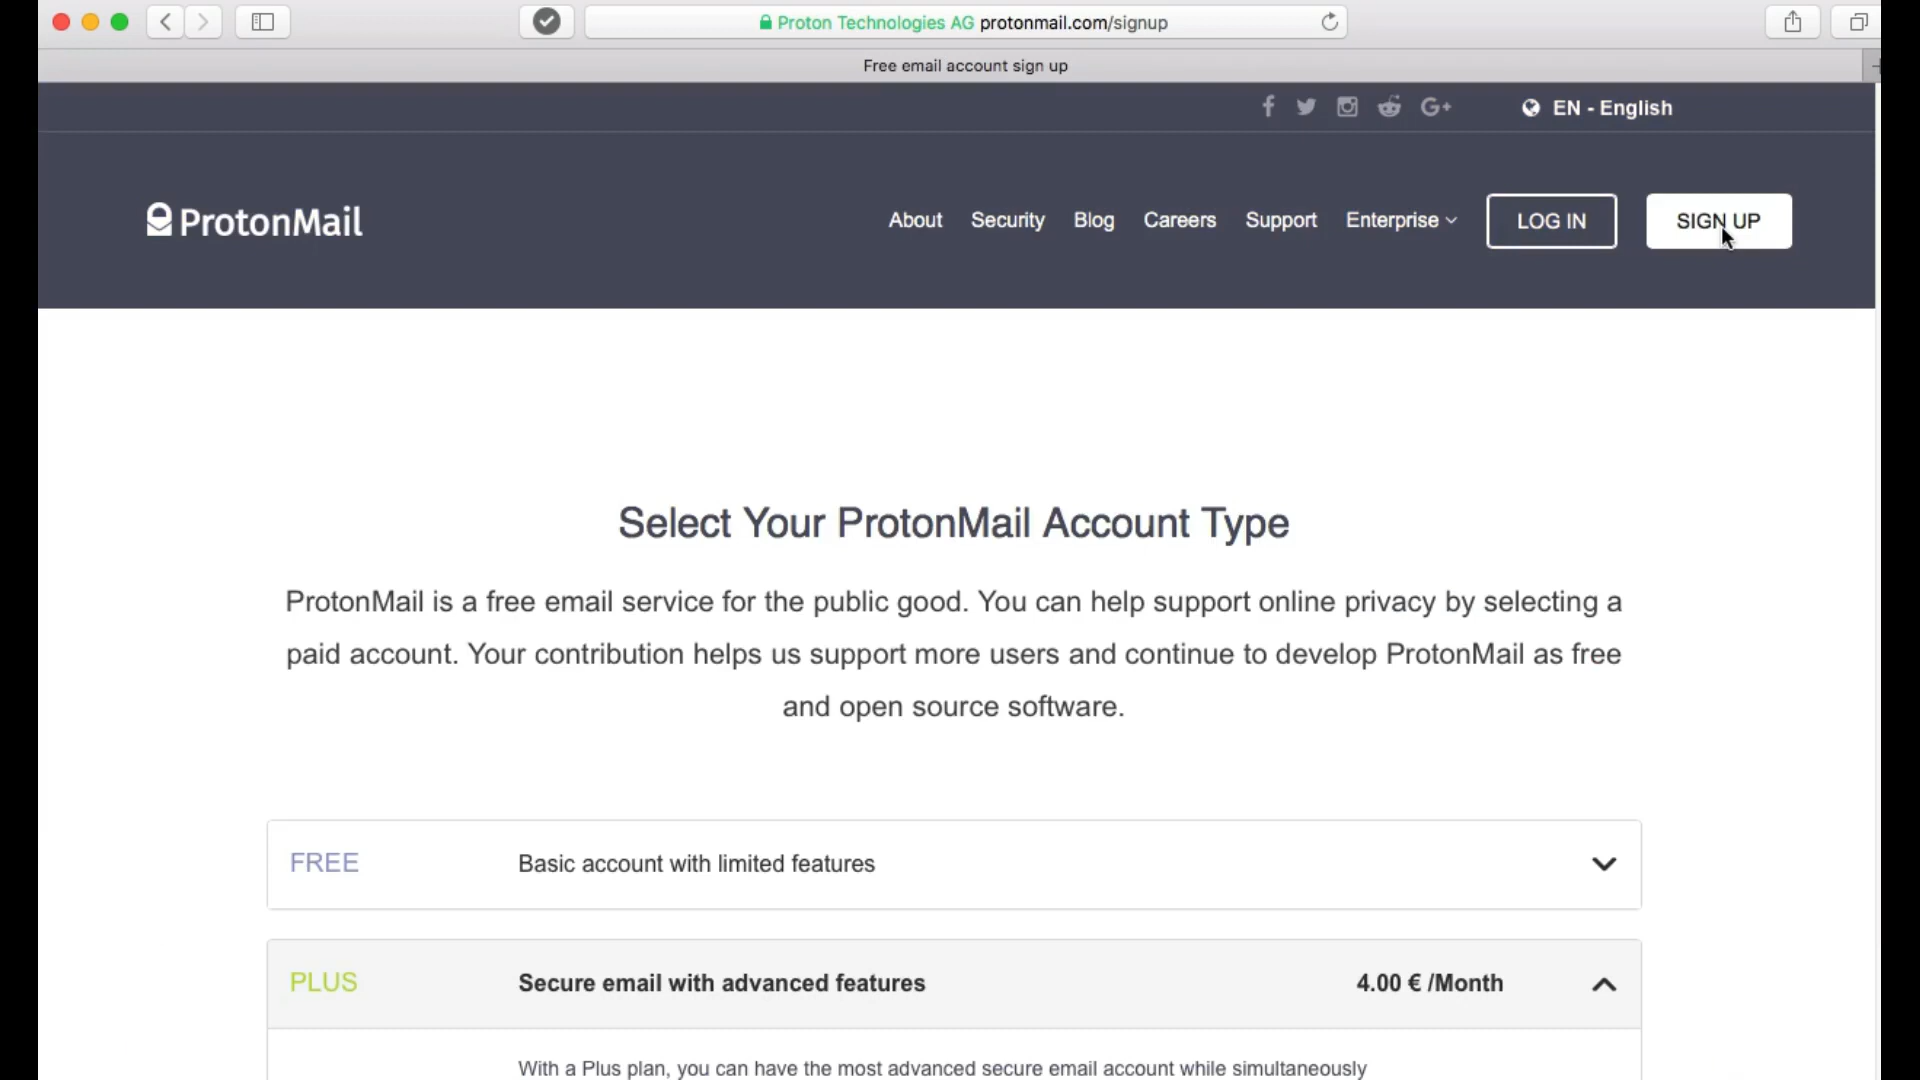 Proton Technologies AG protonmail.com/signup
Free email account sign up
EN - English
ProtonMail
About Security Blog Careers Support Enterprise LOG IN SIGN UP
Select Your ProtonMail Account Type
ProtonMail is a free email service for the public good. You can help support online privacy by selecting a
paid account. Your contribution helps us support more users and continue to develop ProtonMail as free
and open source software.
FREE Basic account with limited features
PLUS Secure email with advanced features 4.00 € /Month
With a Plus plan, you can have the most advanced secure email account while simultaneously